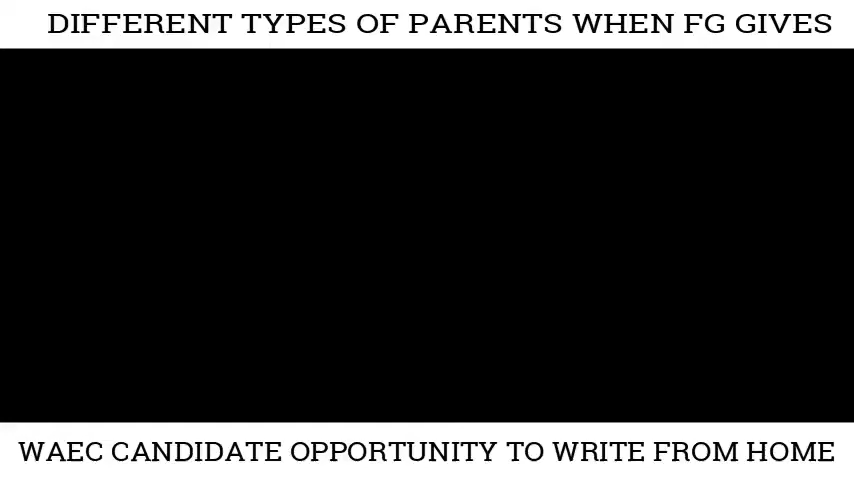 DIFFERENT TYPES OF PARENTS WHEN FG GIVES
WAEC CANDIDATE OPPORTUNITY TO WRITE FROM HOME